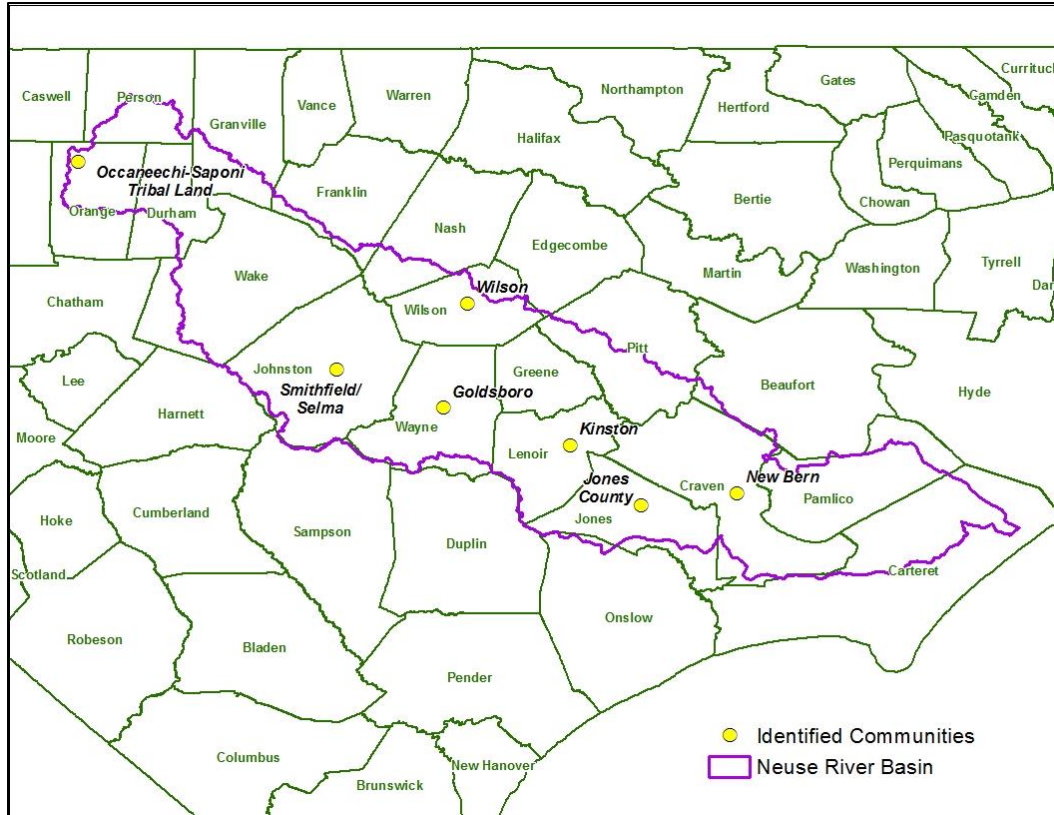 Caswell
Person
Granville
Vance
Warren
Northampton
Hertford
Gates
Currituck
Camden
Pasquotank
Perquimans
Chowan
Halifax
Bertie
Occaneechi-Saponi
Tribal Land
Orange
Durham
Franklin
Nash
Edgecombe
Martin
Washington
Tyrrell
Dar
Chatham
Wake
Wilson
Wilson
Pitt
Beaufort
Hyde
Lee
Johnston
Smithfield/
Selma
Greene
Goldsboro
Wayne
Harnett
Moore
Lenoir
Kinston
Jones
County
Jones
Craven
New Bern
Pamlico
Hoke
Cumberland
Sampson
Duplin
Carteret
Scotland
Onslow
Robeson
Bladen
Pender
Columbus
Brunswick
New Hanover
Identified Communities
Neuse River Basin